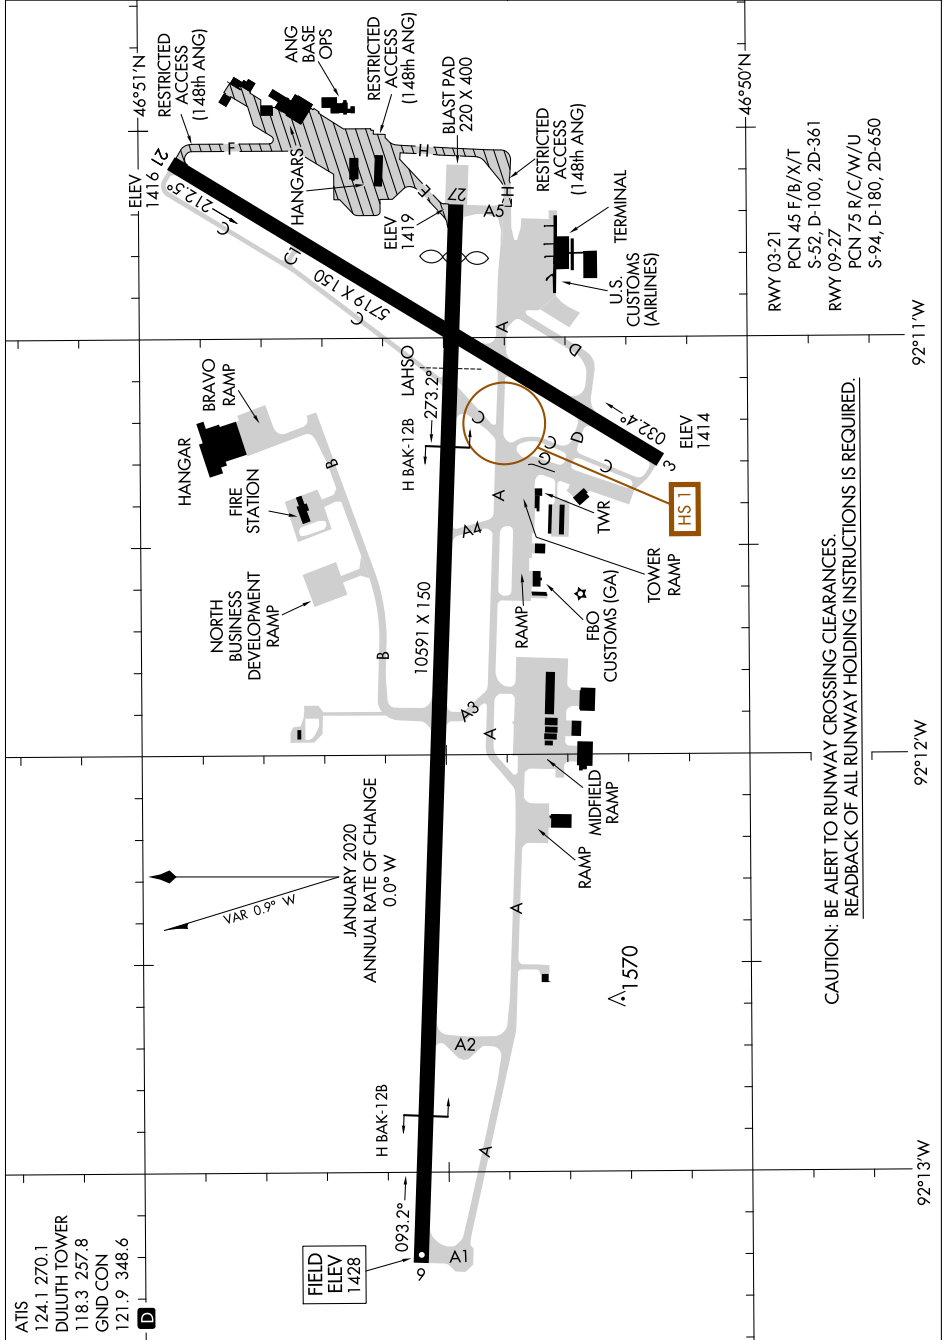 ATIS
124.1 270.1
DULUTH TOWER
118.3 257.8
GND CON
121.9 348.6
D
VAR 0.9° W
JANUARY 2020
ANNUAL RATE OF CHANGE
0.0° W
NORTH
BUSINESS
DEVELOPMENT
RAMP
FIRE
STATION
HANGAR
BRAVO
RAMP
B
B
46°51'N
RESTRICTED
ACCESS
(148th ANG)
ANG
BASE
OPS
RESTRICTED
ACCESS
(148th ANG)
BLAST PAD
220 X 400
RESTRICTED
ACCESS
(148th ANG)
46°50'N
ELEV
1416
21
212.5°
F
HANGARS
H
H
E
ELEV
1419
27
A5
C
C1
C
5719 X 150
TERMINAL
U.S.
CUSTOMS
(AIRLINES)
FIELD
ELEV
1428
9
093.2°
H BAK-12B
A1
A
A2
A
10591 X 150
A3
A
A4
A
H BAK-12B
273.2°
LAHSO
C
A
HS 1
G
C
C
D
D
032.4°
3
ELEV
1414
TWR
TOWER
RAMP
RAMP
FBO
CUSTOMS (GA)
MIDFIELD
RAMP
RAMP
1570
RWY 03-21
PCN 45 F/B/X/T
S-52, D-100, 2D-361
RWY 09-27
PCN 75 R/C/W/U
S-94, D-180, 2D-650
92°13'W
92°12'W
92°11'W
CAUTION: BE ALERT TO RUNWAY CROSSING CLEARANCES.
READBACK OF ALL RUNWAY HOLDING INSTRUCTIONS IS REQUIRED.